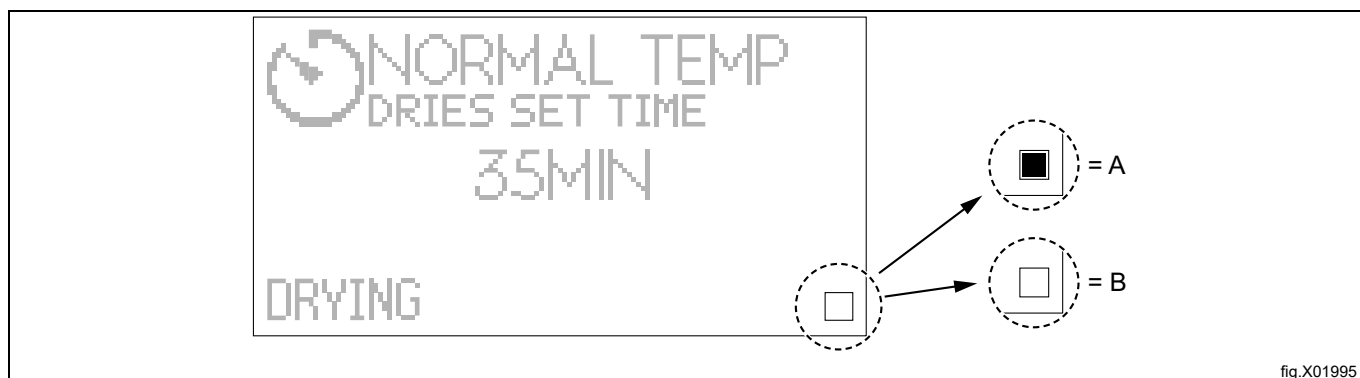 NORMAL TEMP
DRIES SET TIME
35MIN
= A
= B
DRYING
fig.X01995